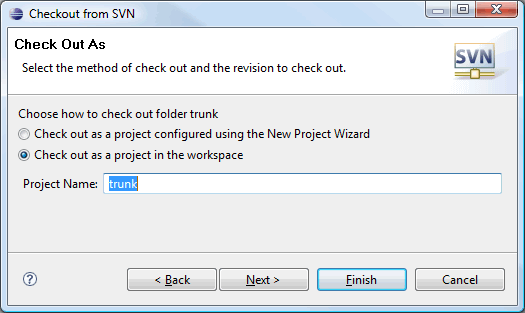 Checkout from SVN
Check Out As
Select the method of check out and the revision to check out.
SVN
Choose how to check out folder trunk
Check out as a project configured using the New Project Wizard
Check out as a project in the workspace
Project Name: trunk
? < Back Next > Finish Cancel